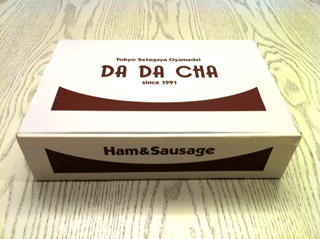 Tokyo Setagaya Oyamadai
DA DA CHA
since 1991
Ham&Sausage